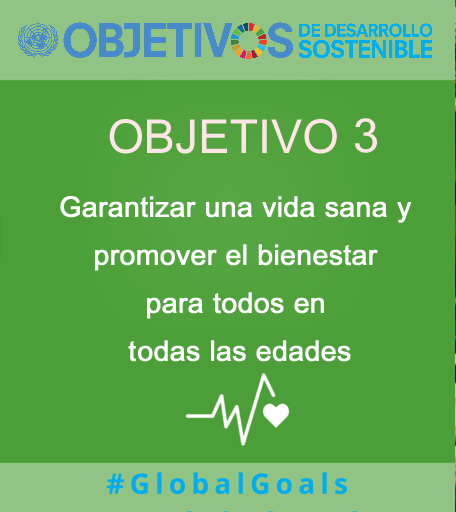 OBJETIVOS DE DESARROLLO
SOSTENIBLE
OBJETIVO 3
Garantizar una vida sana y
promover el bienestar
para todos en
todas las edades
#GlobalGoals